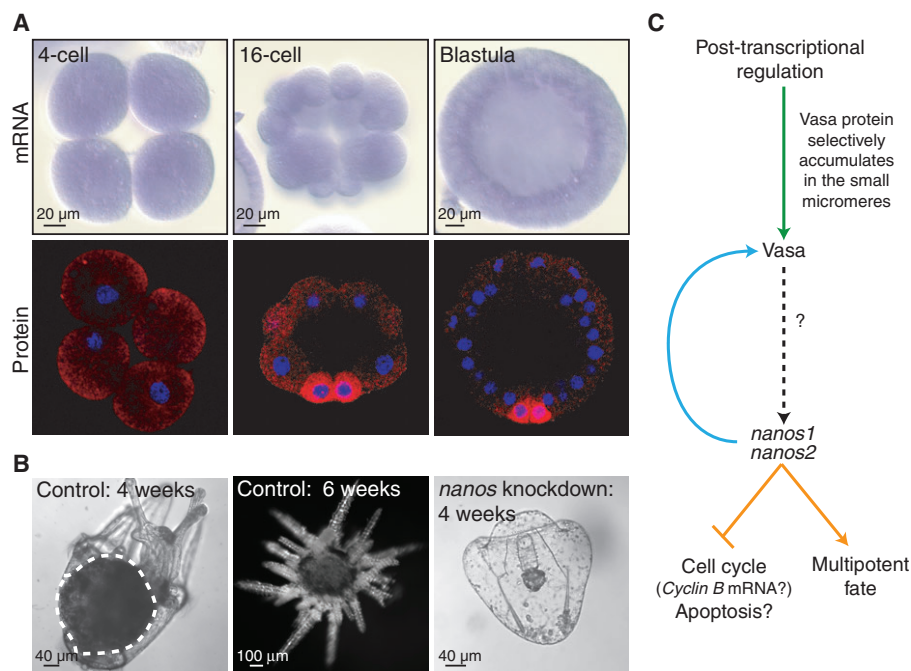 A
4-cell
16-cell
Blastula
mRNA
20 µm
20 µm
20 µm
Protein
B
Control: 4 weeks
Control: 6 weeks
nanos knockdown:
4 weeks
40 µm
100 µm
40 µm
C
Post-transcriptional
regulation
Vasa protein
selectively
accumulates
in the small
micromeres
Vasa
?
nanos1
nanos2
Cell cycle
(Cyclin B mRNA?)
Apoptosis?
Multipotent
fate